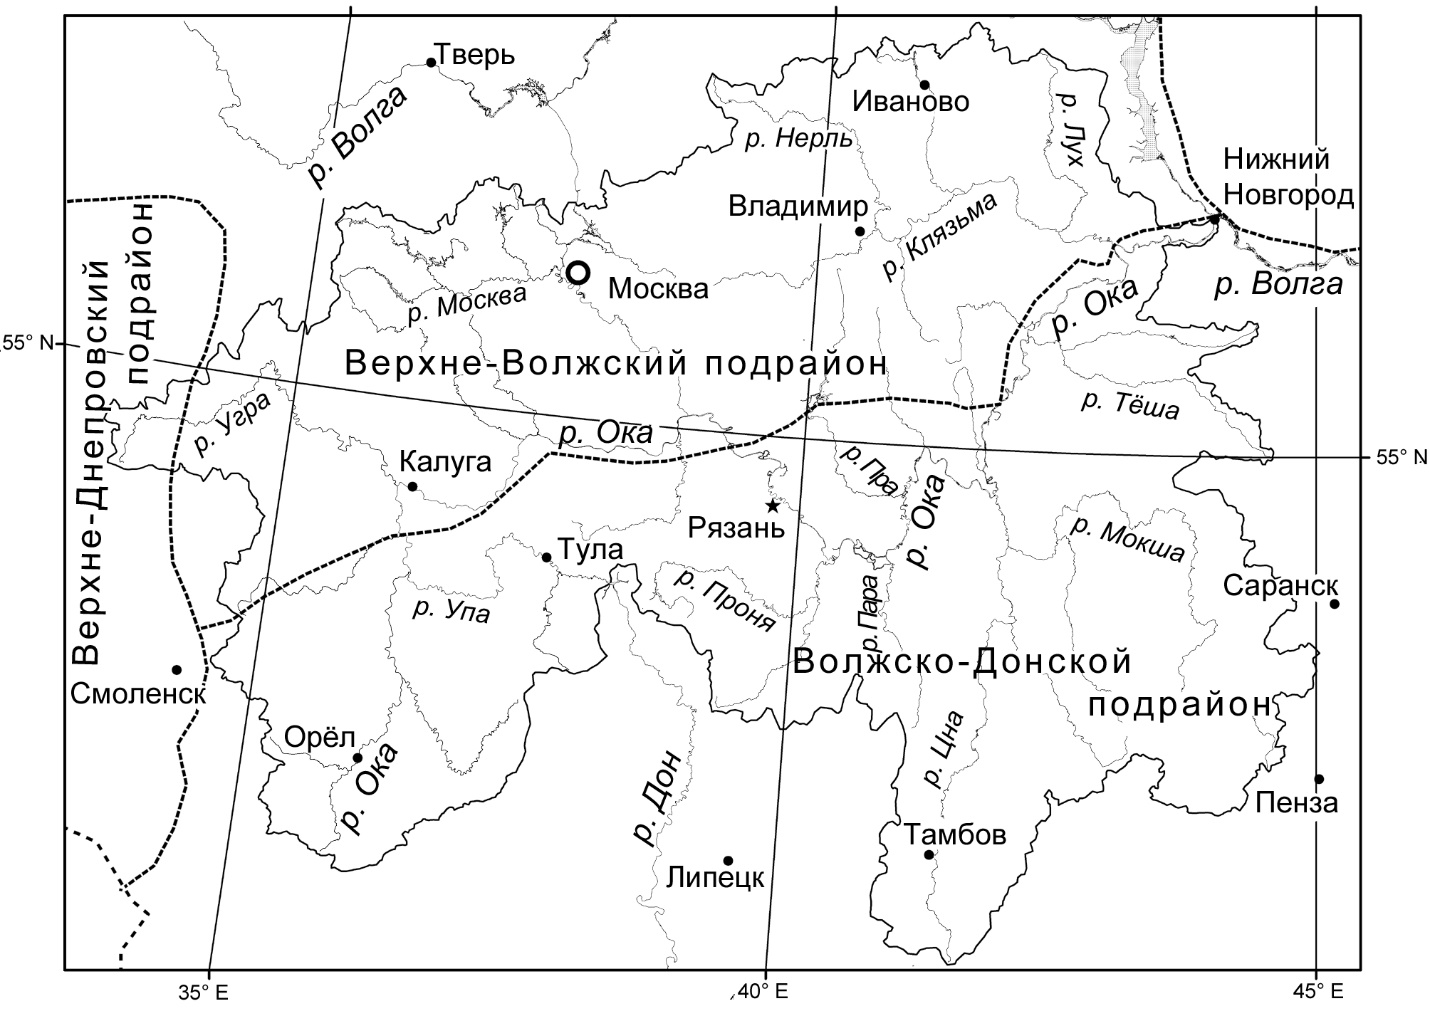 Тверь
р. Волга
Иваново
р. Лух
р. Нерль
Нижний
Новгород
Владимир
р. Клязьма
р. Волга
Верхне-Днепровский
подрайон
Москва
р. Москва
р. Ока
55° N
Верхне-Волжский подрайон
р. Тёша
р. Угра
р. Ока
55° N
Калуга
р. Пра
р. Ока
Рязань
р. Мокша
Тула
Саранск
р. Проня
р. Пара
р. Упа
Волжско-Донской
подрайон
Смоленск
Орёл
р. Ока
р. Дон
р. Цна
Пенза
Тамбов
Липецк
35° E
40° E
45° E